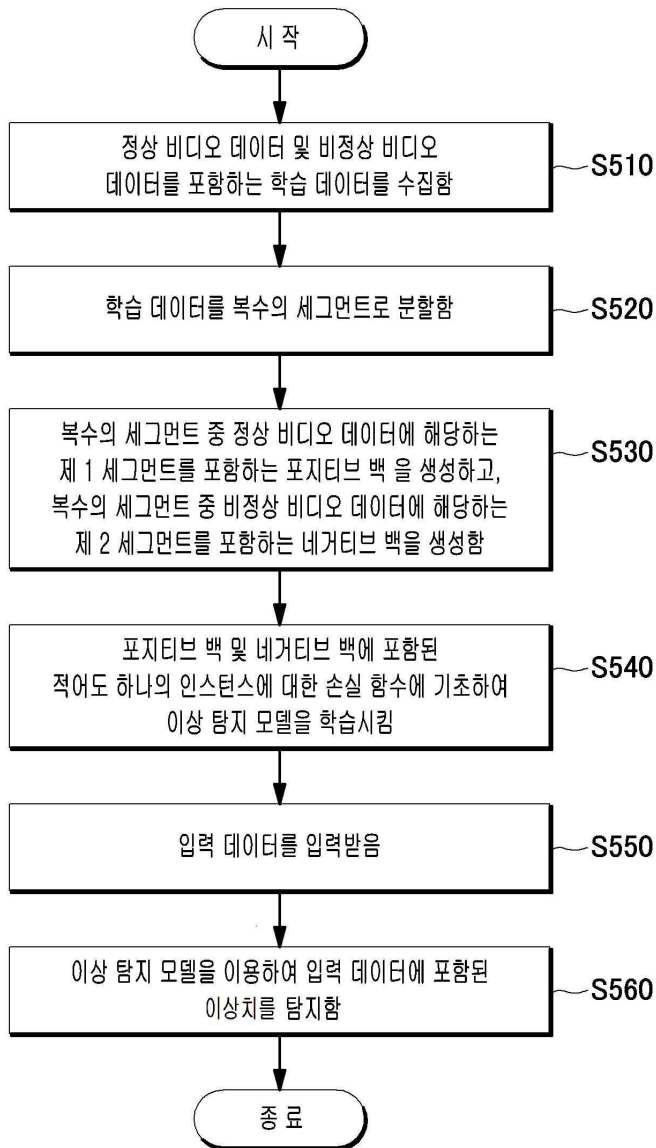 시 작
정상 비디오 데이터 및 비정상 비디오
데이터를 포함하는 학습 데이터를 수집함
S510
학습 데이터를 복수의 세그먼트로 분할함
S520
복수의 세그먼트 중 정상 비디오 데이터에 해당하는
제 1 세그먼트를 포함하는 포지티브 백 을 생성하고,
복수의 세그먼트 중 비정상 비디오 데이터에 해당하는
제 2 세그먼트를 포함하는 네거티브 백을 생성함
S530
포지티브 백 및 네거티브 백에 포함된
적어도 하나의 인스턴스에 대한 손실 함수에 기초하여
이상 탐지 모델을 학습시킴
S540
입력 데이터를 입력받음
S550
이상 탐지 모델을 이용하여 입력 데이터에 포함된
이상치를 탐지함
S560
종 료